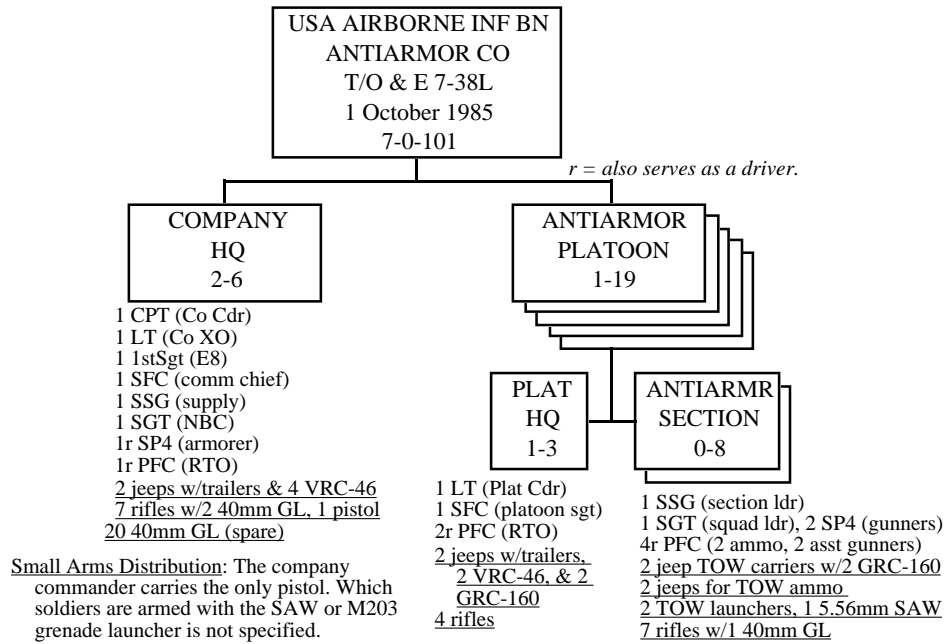 USA AIRBORNE INF BN
ANTIARMOR CO
T/O & E 7-38L
1 October 1985
7-0-101
r = also serves as a driver.
COMPANY
HQ
2-6
1 CPT (Co Cdr)
1 LT (Co XO)
1 1stSgt (E8)
1 SFC (comm chief)
1 SSG (supply)
1 SGT (NBC)
1r SP4 (armorer)
1r PFC (RTO)
2 jeeps w/trailers & 4 VRC-46
7 rifles w/2 40mm GL, 1 pistol
20 40mm GL (spare)
Small Arms Distribution: The company
commander carries the only pistol. Which
soldiers are armed with the SAW or M203
grenade launcher is not specified.
ANTIARMOR
PLATOON
1-19
PLAT
HQ
1-3
1 LT (Plat Cdr)
1 SFC (platoon sgt)
2r PFC (RTO)
2 jeeps w/trailers,
2 VRC-46, & 2
GRC-160
4 rifles
ANTIARMR
SECTION
0-8
1 SSG (section ldr)
1 SGT (squad ldr), 2 SP4 (gunners)
4r PFC (2 ammo, 2 asst gunners)
2 jeep TOW carriers w/2 GRC-160
2 jeeps for TOW ammo
2 TOW launchers, 1 5.56mm SAW
7 rifles w/1 40mm GL